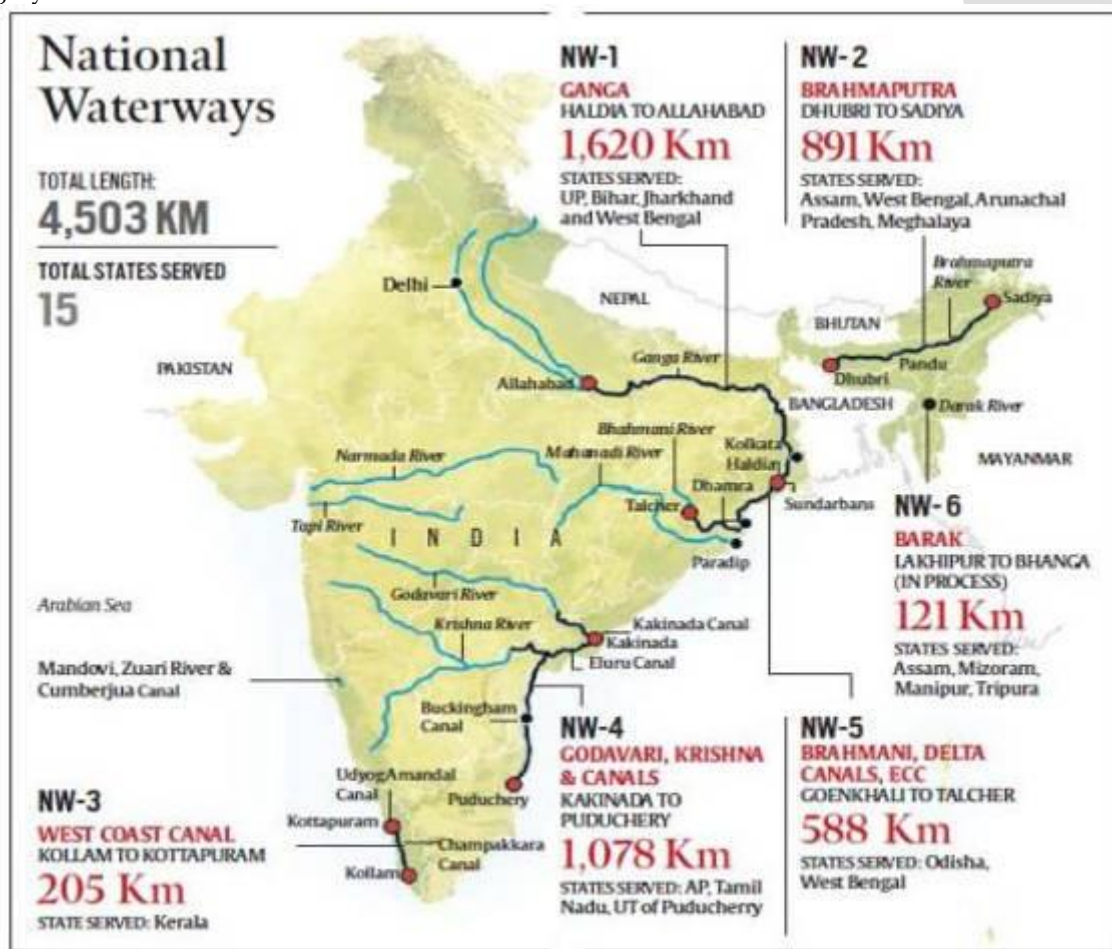 National
Waterways
TOTAL LENGTH:
4,503 KM
TOTAL STATES SERVED
15
NW-1
GANGA
HALDIA TO ALLAHABAD
1,620 Km
STATES SERVED:
UP, Bihar, Jharkhand
and West Bengal
NW-2
BRAHMAPUTRA
DHUBRI TO SADIYA
891 Km
STATES SERVED:
Assam, West Bengal, Arunachal
Pradesh, Meghalaya
Brahmaputra
River
Sadiya
Delhi
NEPAL
BHUTAN
PAKISTAN
Ganga River
Pandu
Allahabad
Dhubri
BANGLADESH
Darak River
Bhahmani River
Narmada River
Mahanadi River
Kolkata
Haldia
MAYANMAR
Dhamra
Talcher
Sundarbans
Tapi River
INDIA
Paradip
NW-6
BARAK
LAKHIPUR TO BHANGA
(IN PROCESS)
121 Km
STATES SERVED:
Assam, Mizoram,
Manipur, Tripura
Arabian Sea
Godavari River
Krishna River
Kakinada Canal
Kakinada
Eluru Canal
Mandovi, Zuari River &
Cumberjua Canal
Buckingham
Canal
NW-4
GODAVARI, KRISHNA
& CANALS
KAKINADA TO
PUDUCHERY
1,078 Km
STATES SERVED: AP, Tamil
Nadu, UT of Puducherry
NW-5
BRAHMANI, DELTA
CANALS, ECC
GOENKHALI TO TALCHER
588 Km
STATES SERVED: Odisha,
West Bengal
UdyogAmandal
Canal
Puduchery
Kottapuram
Champakkara
Canal
Kollam
NW-3
WEST COAST CANAL
KOLLAM TO KOTTAPURAM
205 Km
STATE SERVED: Kerala